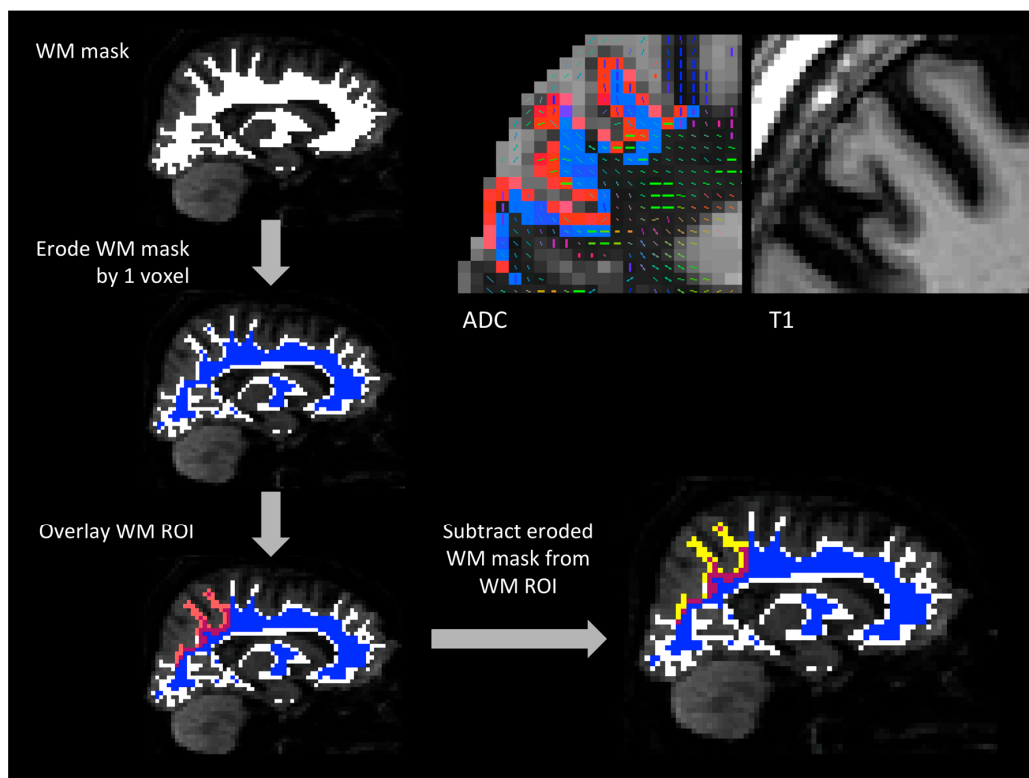 WM mask
Erode WM mask
by 1 voxel
ADC
T1
Overlay WM ROI
Subtract eroded
WM mask from
WM ROI